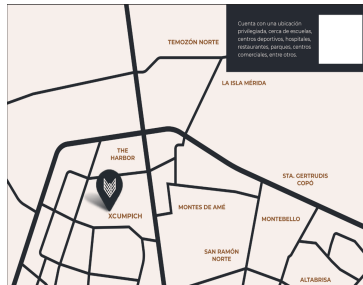 Cuenta con una ubicación
privilegiada, cerca de escuelas,
centros deportivos, hospitales,
restaurantes, parques, centros
comerciales, entre otros.
TEMOZÓN NORTE
LA ISLA MÉRIDA
THE
HARBOR
STA. GERTRUDIS
COPÓ
XCUMPICH
MONTES DE AMÉ
MONTEBELLO
SAN RAMÓN
NORTE
ALTABRISA